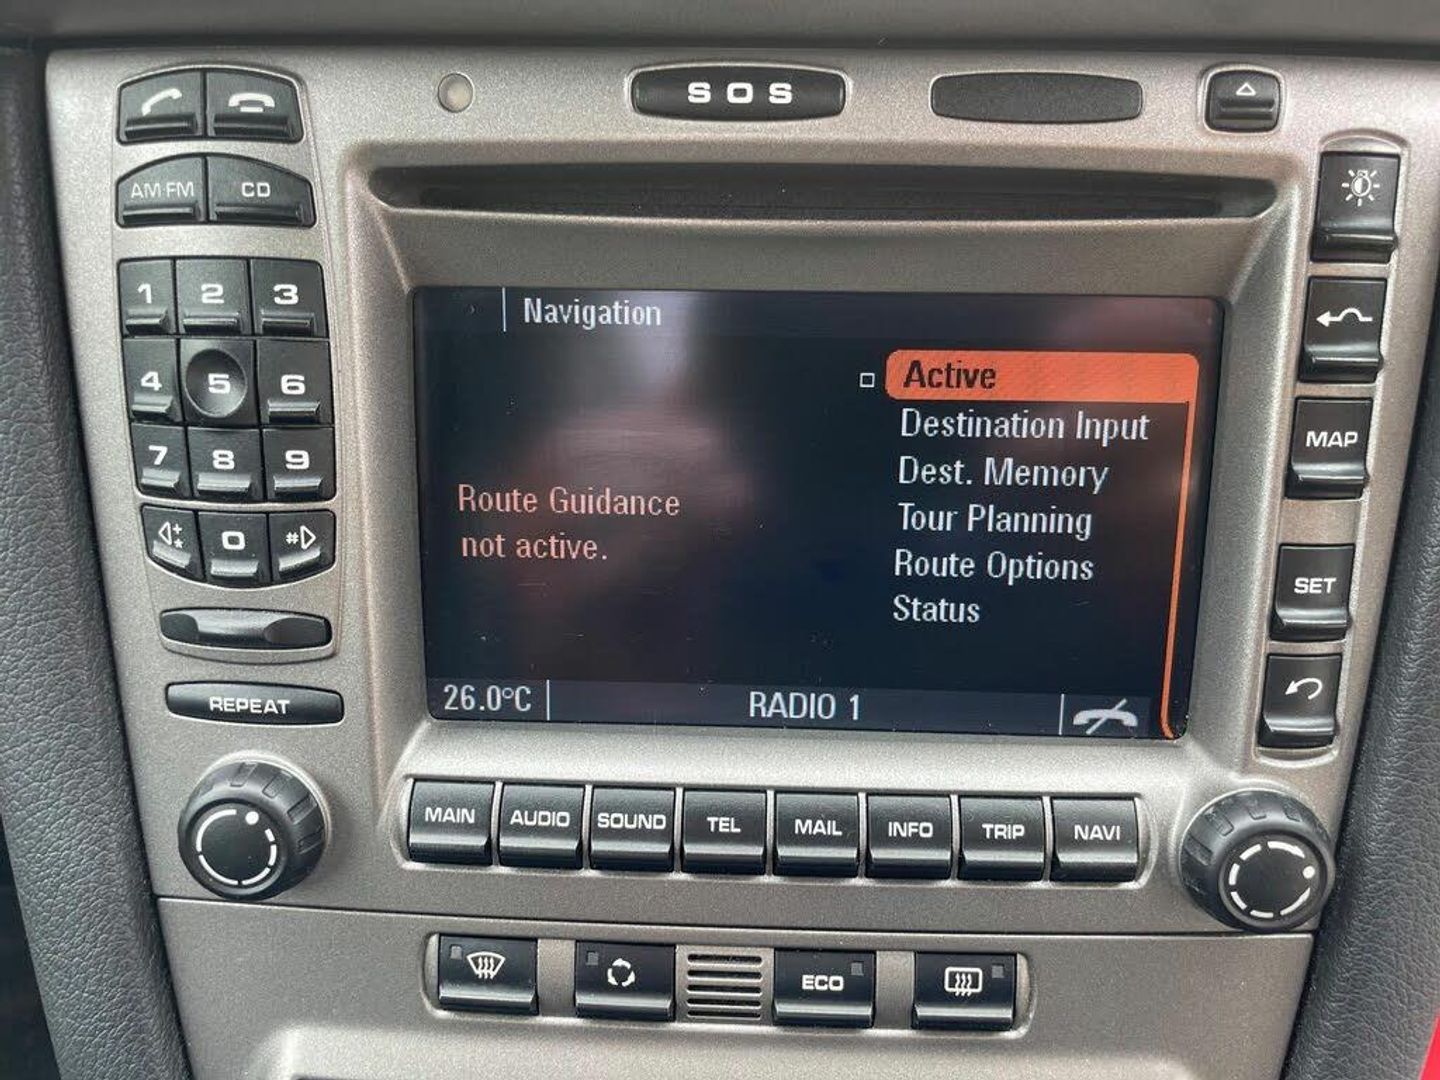 SOS
AM FM CD
1 2 3
4 5 6
7 8 9
* + 0 #
REPEAT
Navigation
Active
Destination Input
Dest. Memory
Tour Planning
Route Options
Status
Route Guidance
not active.
26.0°C RADIO 1
MAP
SET
MAIN AUDIO SOUND TEL MAIL INFO TRIP NAVI
ECO